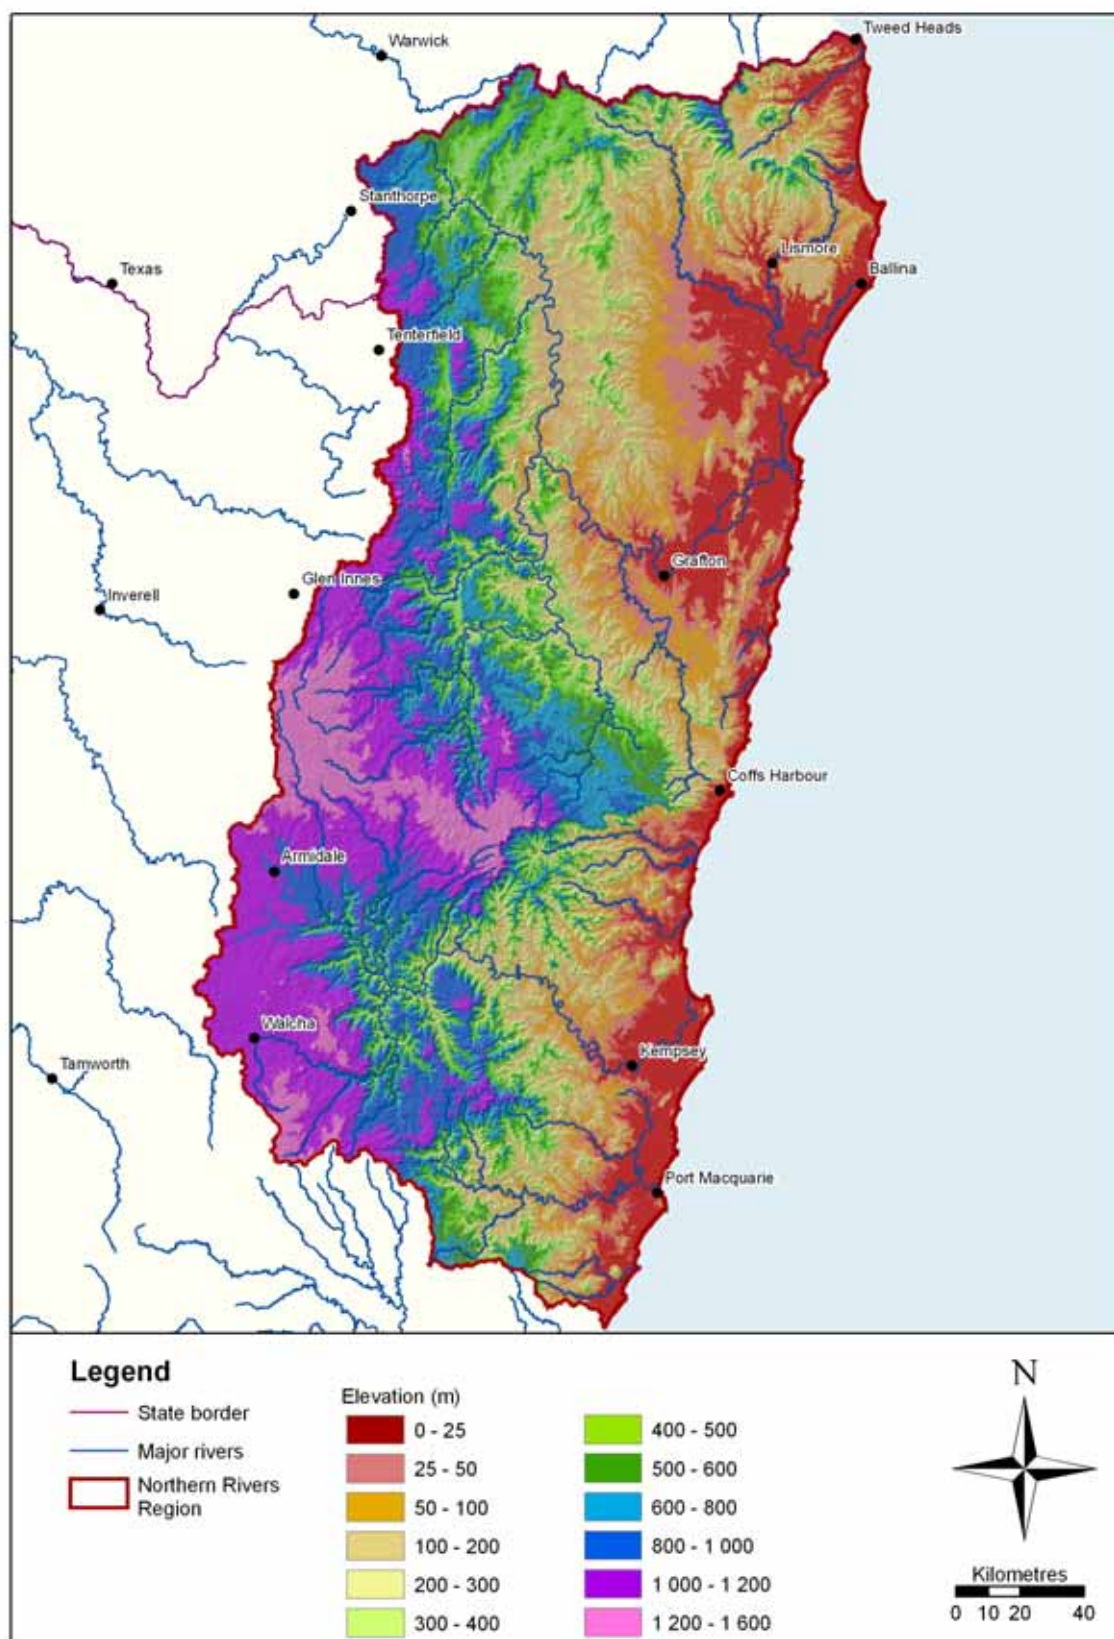 Tweed Heads
Warwick
Stanthorpe
Lismore
Texas
Ballina
Tenterfield
Grafton
Glen Innes
Inverell
Coffs Harbour
Armidale
Walcha
Kempsey
Tamworth
Port Macquarie
Legend
State border
Major rivers
Northern Rivers
Region
Elevation (m)
0 - 25
25 - 50
50 - 100
100 - 200
200 - 300
300 - 400
400 - 500
500 - 600
600 - 800
800 - 1 000
1 000 - 1 200
1 200 - 1 600
N
Kilometres
0 10 20 40